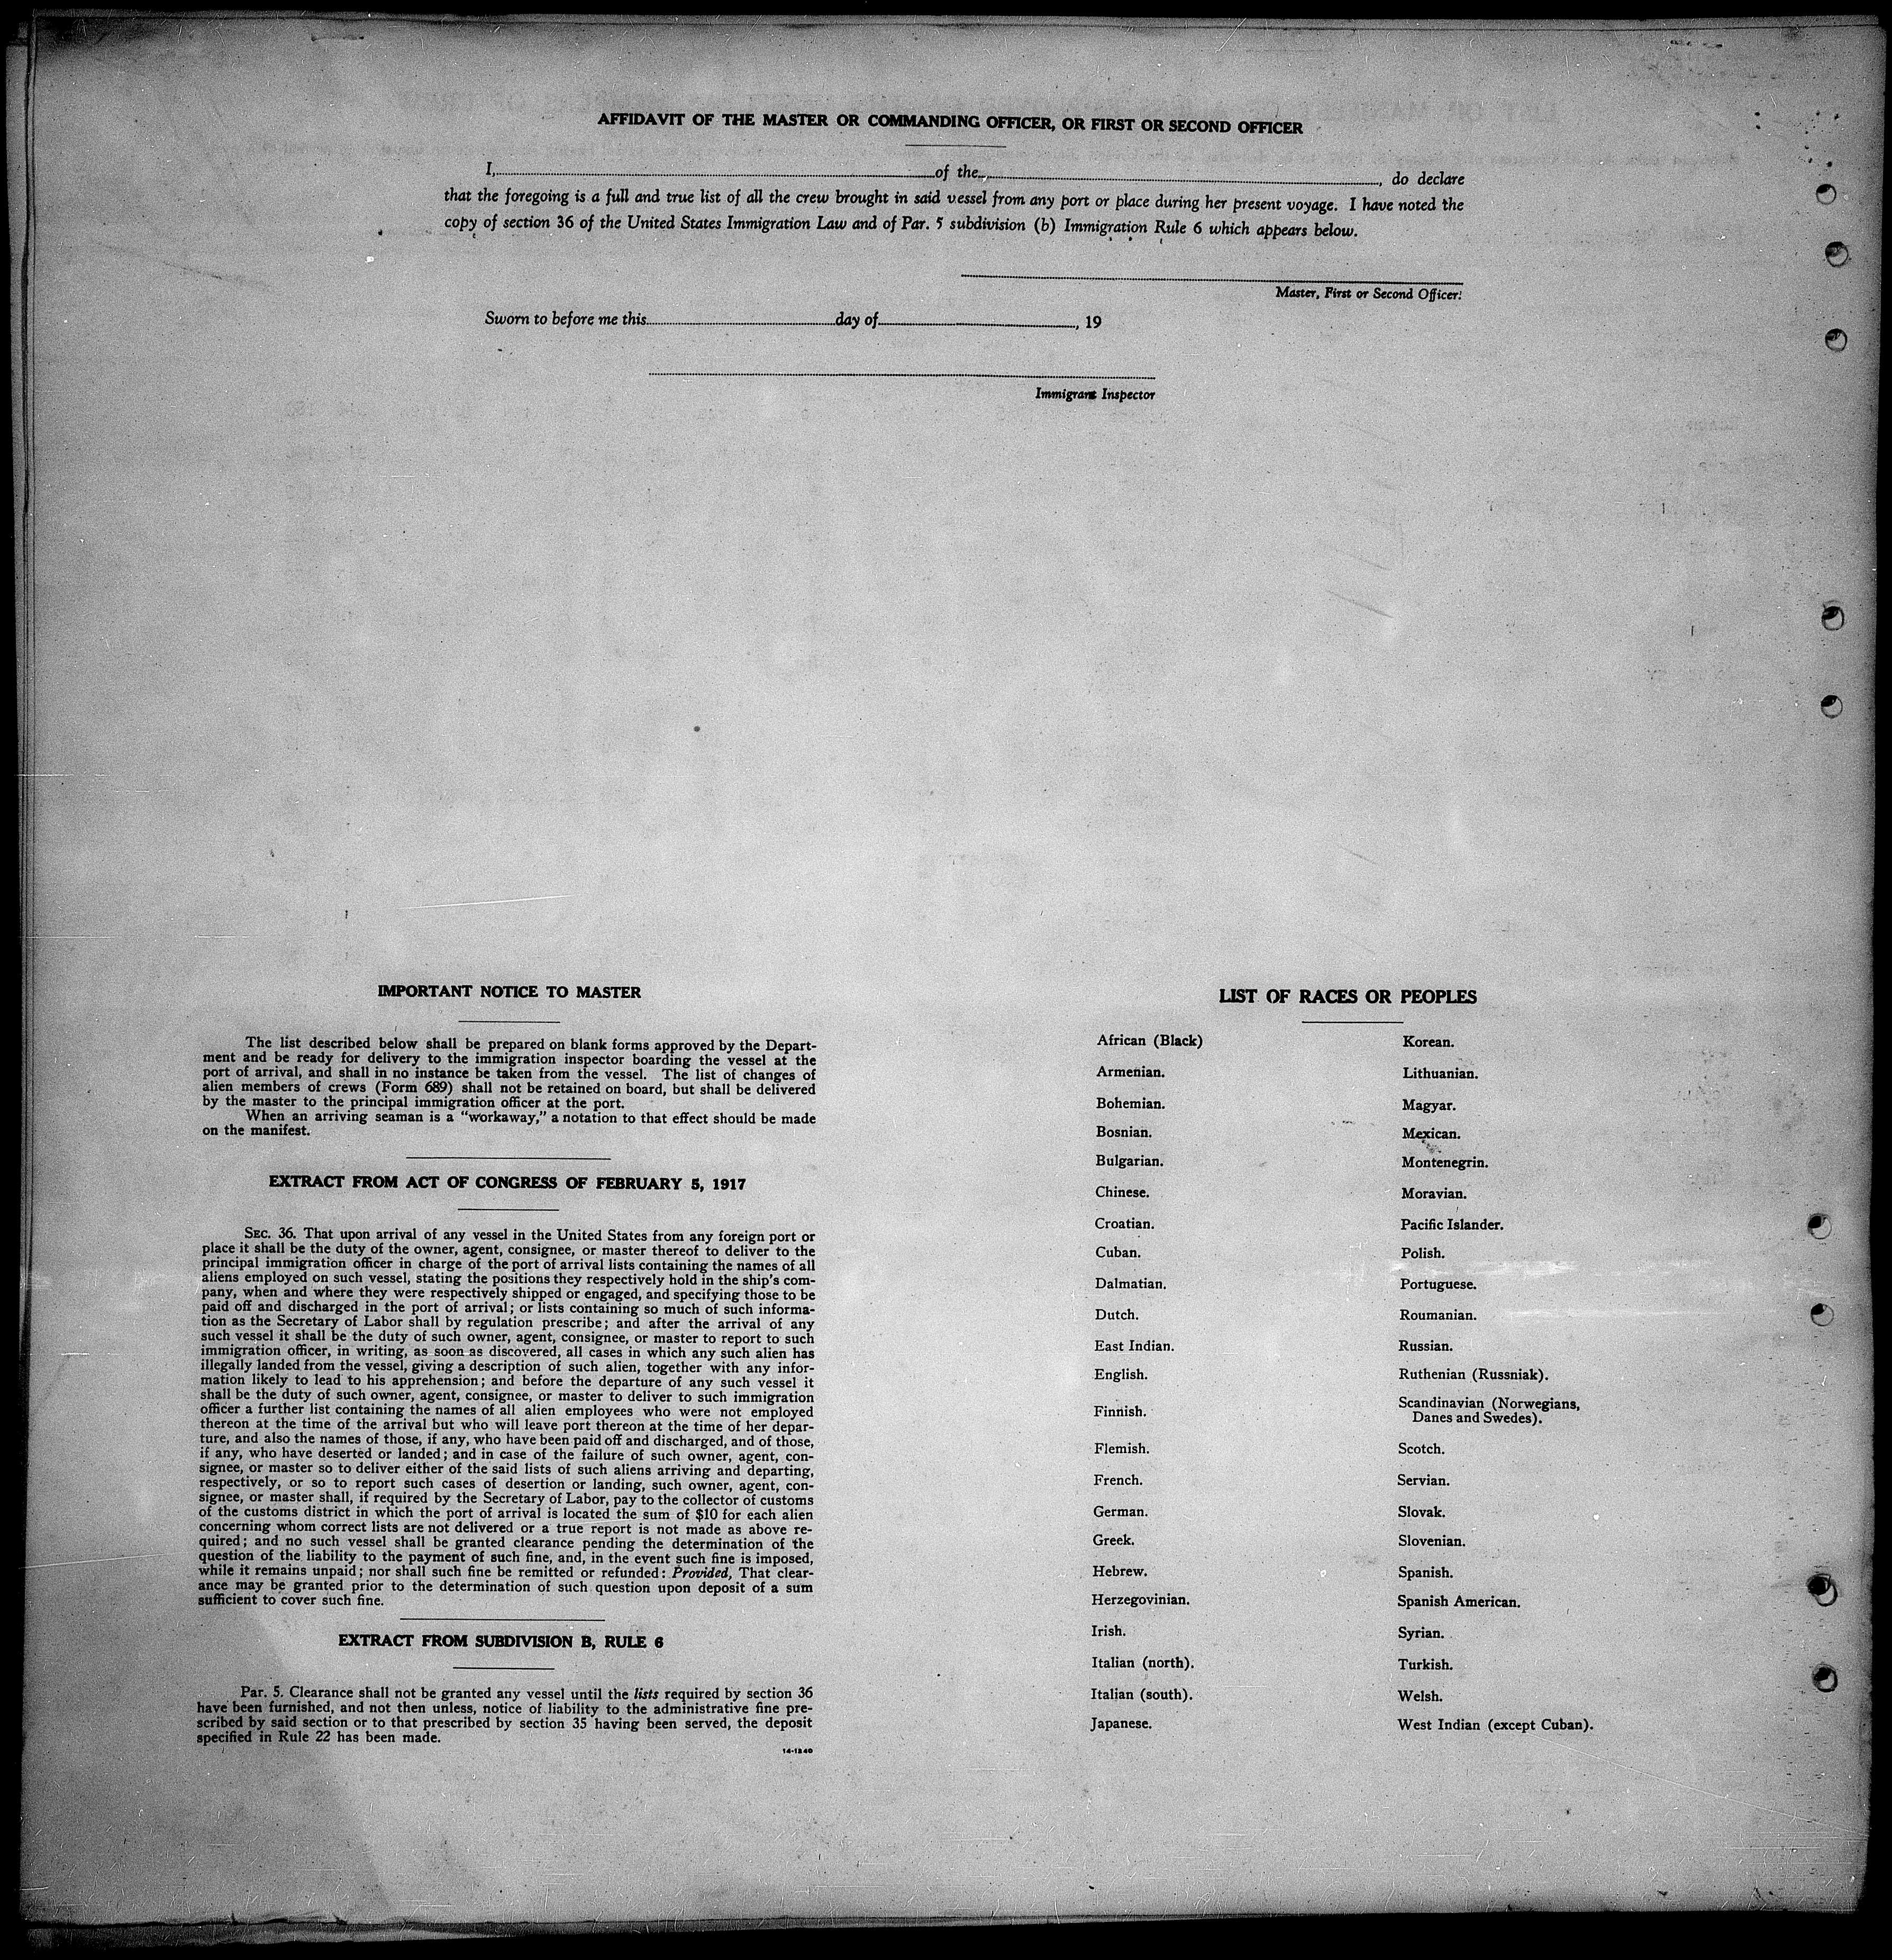 AFFIDAVIT OF THE MASTER OR COMMANDING OFFICER, OR FIRST OR SECOND OFFICER
I, of the , do declare
that the foregoing is a full and true list of all the crew brought in said vessel from any port or place during her present voyage. I have noted the
copy of section 36 of the United States Immigration Law and of Par. 5 subdivision (b) Immigration Rule 6 which appears below.
Master, First or Second Officer.
Sworn to before me this day of , 19
Immigrant Inspector
IMPORTANT NOTICE TO MASTER
The list described below shall be prepared on blank forms approved by the Depart-
ment and be ready for delivery to the immigration inspector boarding the vessel at the
port of arrival, and shall in no instance be taken from the vessel. The list of changes of
alien members of crews (Form 689) shall not be retained on board, but shall be delivered
by the master to the principal immigration officer at the port.
When an arriving seaman is a "workaway," a notation to that effect should be made
on the manifest.
EXTRACT FROM ACT OF CONGRESS OF FEBRUARY 5, 1917
SEC. 36. That upon arrival of any vessel in the United States from any foreign port or
place it shall be the duty of the owner, agent, consignee, or master thereof to deliver to the
principal immigration officer in charge of the port of arrival lists containing the names of all
aliens employed on such vessel, stating the positions they respectively hold in the ship's com-
pany, when and where they were respectively shipped or engaged, and specifying those to be
paid off and discharged in the port of arrival; or lists containing so much of such informa-
tion as the Secretary of Labor shall by regulation prescribe; and after the arrival of any
such vessel it shall be the duty of such owner, agent, consignee, or master to report to such
immigration officer, in writing, as soon as discovered, all cases in which any such alien has
illegally landed from the vessel, giving a description of such alien, together with any infor-
mation likely to lead to his apprehension; and before the departure of any such vessel it
shall be the duty of such owner, agent, consignee, or master to deliver to such immigration
officer a further list containing the names of all alien employees who were not employed
thereon at the time of the arrival but who will leave port thereon at the time of her depar-
ture, and also the names of those, if any, who have been paid off and discharged, and of those,
if any, who have deserted or landed; and in case of the failure of such owner, agent, con-
signee, or master so to deliver either of the said lists of such aliens arriving and departing,
respectively, or so to report such cases of desertion or landing, such owner, agent, con-
signee, or master shall, if required by the Secretary of Labor, pay to the collector of customs
of the customs district in which the port of arrival is located the sum of $10 for each alien
concerning whom correct lists are not delivered or a true report is not made as above re-
quired; and no such vessel shall be granted clearance pending the determination of the
question of the liability to the payment of such fine, and, in the event such fine is imposed,
while it remains unpaid; nor shall such fine be remitted or refunded: Provided, That clear-
ance may be granted prior to the determination of such question upon deposit of a sum
sufficient to cover such fine.
EXTRACT FROM SUBDIVISION B, RULE 6
Par. 5. Clearance shall not be granted any vessel until the lists required by section 36
have been furnished, and not then unless, notice of liability to the administrative fine pre-
scribed by said section or to that prescribed by section 35 having been served, the deposit
specified in Rule 22 has been made.
14-1240
LIST OF RACES OR PEOPLES
African (Black)
Armenian.
Bohemian.
Bosnian.
Bulgarian.
Chinese.
Croatian.
Cuban.
Dalmatian.
Dutch.
East Indian.
English.
Finnish.
Flemish.
French.
German.
Greek.
Hebrew.
Herzegovinian.
Irish.
Italian (north).
Italian (south).
Japanese.
Korean.
Lithuanian.
Magyar.
Mexican.
Montenegrin.
Moravian.
Pacific Islander.
Polish.
Portuguese.
Roumanian.
Russian.
Ruthenian (Russniak).
Scandinavian (Norwegians,
Danes and Swedes).
Scotch.
Servian.
Slovak.
Slovenian.
Spanish.
Spanish American.
Syrian.
Turkish.
Welsh.
West Indian (except Cuban).